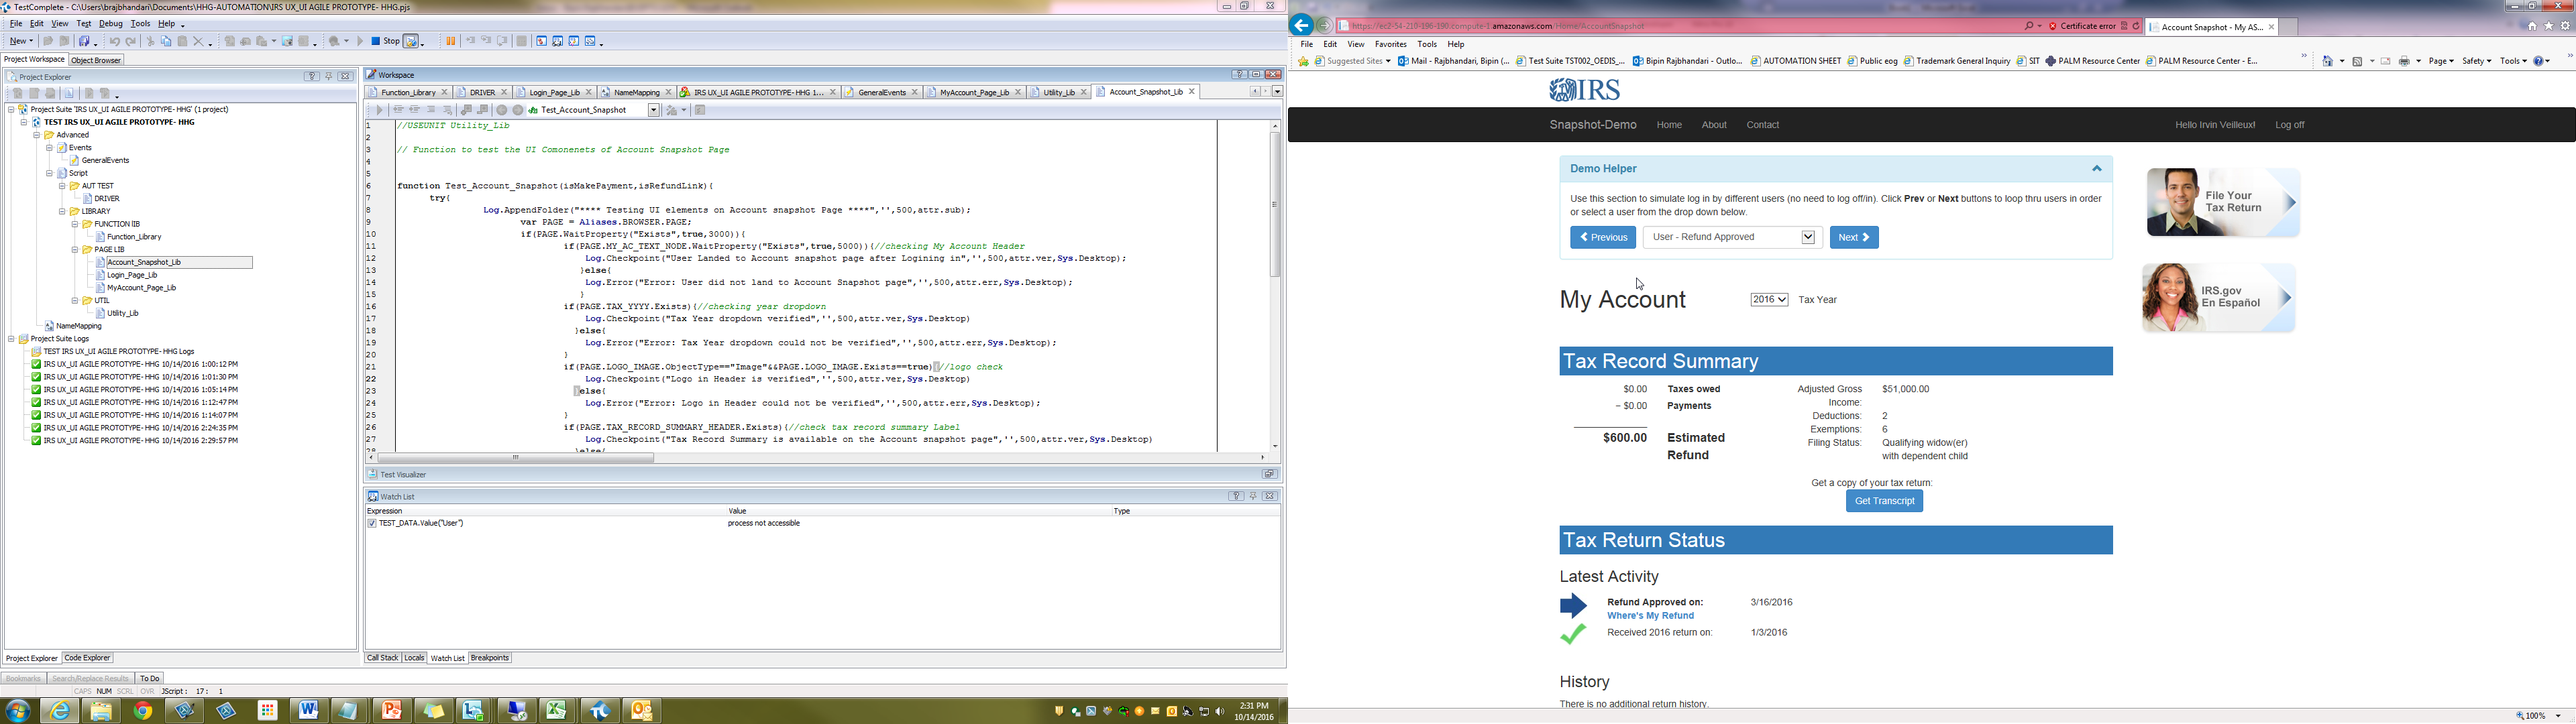 TestComplete - C:\Users\brajbhandari\Documents\HHG-AUTOMATION\IRS UX_UI AGILE PROTOTYPE- HHG.pjs
File Edit View Test Debug Tools Help
New Stop
Project Workspace Object Browser
Project Explorer
Project Suite 'IRS UX_UI AGILE PROTOTYPE-HHG' (1 project)
TEST IRS UX_UI AGILE PROTOTYPE- HHG
Advanced
Events
GeneralEvents
Script
AUT TEST
DRIVER
LIBRARY
FUNCTION lIB
Function_Library
PAGE LIB
Account_Snapshot_Lib
Login_Page_Lib
MyAccount_Page_Lib
UTIL
Utility_Lib
NameMapping
Project Suite Logs
TEST IRS UX_UI AGILE PROTOTYPE- HHG Logs
IRS UX_UI AGILE PROTOTYPE- HHG 10/14/2016 1:00:12 PM
IRS UX_UI AGILE PROTOTYPE- HHG 10/14/2016 1:01:30 PM
IRS UX_UI AGILE PROTOTYPE- HHG 10/14/2016 1:05:14 PM
IRS UX_UI AGILE PROTOTYPE- HHG 10/14/2016 1:12:47 PM
IRS UX_UI AGILE PROTOTYPE- HHG 10/14/2016 1:14:07 PM
IRS UX_UI AGILE PROTOTYPE- HHG 10/14/2016 2:24:35 PM
IRS UX_UI AGILE PROTOTYPE- HHG 10/14/2016 2:29:57 PM
Project Explorer Code Explorer
Workspace
Function_Library DRIVER Login_Page_Lib NameMapping IRS UX_UI AGILE PROTOTYPE- HHG 1... GeneralEvents MyAccount_Page_Lib Utility_Lib Account_Snapshot_Lib
Test_Account_Snapshot
1 //USEUNIT Utility_Lib
2
3 // Function to test the UI Comonenets of Account Snapshot Page
4
5
6 function Test_Account_Snapshot(isMakePayment,isRefundLink){
7 try{
8 Log.AppendFolder("**** Testing UI elements on Account snapshot Page ****",'',500,attr.sub);
9 var PAGE = Aliases.BROWSER.PAGE;
10 if(PAGE.WaitProperty("Exists",true,3000)){
11 if(PAGE.MY_AC_TEXT_NODE.WaitProperty("Exists",true,5000)){//checking My Account Header
12 Log.Checkpoint("User Landed to Account snapshot page after Logining in",'',500,attr.ver,Sys.Desktop);
13 }else{
14 Log.Error("Error: User did not land to Account Snapshot page",'',500,attr.err,Sys.Desktop);
15 }
16 if(PAGE.TAX_YYYY.Exists){//checking year dropdown
17 Log.Checkpoint("Tax Year dropdown verified",'',500,attr.ver,Sys.Desktop)
18 }else{
19 Log.Error("Error: Tax Year dropdown could not be verified",'',500,attr.err,Sys.Desktop);
20 }
21 if(PAGE.LOGO_IMAGE.ObjectType=="Image"&&PAGE.LOGO_IMAGE.Exists==true){//logo check
22 Log.Checkpoint("Logo in Header is verified",'',500,attr.ver,Sys.Desktop)
23 }else{
24 Log.Error("Error: Logo in Header could not be verified",'',500,attr.err,Sys.Desktop);
25 }
26 if(PAGE.TAX_RECORD_SUMMARY_HEADER.Exists){//check tax record summary Label
27 Log.Checkpoint("Tax Record Summary is available on the Account snapshot page",'',500,attr.ver,Sys.Desktop)
28 }else{
Test Visualizer
Watch List
Expression Value Type
TEST_DATA.Value("User") process not accessible
Call Stack Locals Watch List Breakpoints
Bookmarks Search/Replace Results To Do
CAPS NUM SCRL OVR JScript : 17 : 1
2:31 PM
10/14/2016
https://ec2-54-210-196-190.compute-1.amazonaws.com/Home/AccountSnapshot Certificate error Account Snapshot - My AS...
File Edit View Favorites Tools Help
Suggested Sites Mail - Rajbhandari, Bipin (... Test Suite TST002_OEDIS_... Bipin Rajbhandari - Outlo... AUTOMATION SHEET Public eog Trademark General Inquiry SIT PALM Resource Center PALM Resource Center - E... Page Safety Tools
IRS
Snapshot-Demo Home About Contact Hello Irvin Veilleux! Log off
Demo Helper
Use this section to simulate log in by different users (no need to log off/in). Click Prev or Next buttons to loop thru users in order
or select a user from the drop down below.
Previous User - Refund Approved Next
File Your
Tax Return
IRS.gov
En Español
My Account 2016 Tax Year
Tax Record Summary
$0.00 Taxes owed
− $0.00 Payments
$600.00 Estimated
Refund
Adjusted Gross $51,000.00
Income:
Deductions: 2
Exemptions: 6
Filing Status: Qualifying widow(er)
with dependent child
Get a copy of your tax return:
Get Transcript
Tax Return Status
Latest Activity
Refund Approved on: 3/16/2016
Where's My Refund
Received 2016 return on: 1/3/2016
History
There is no additional return history.
100%